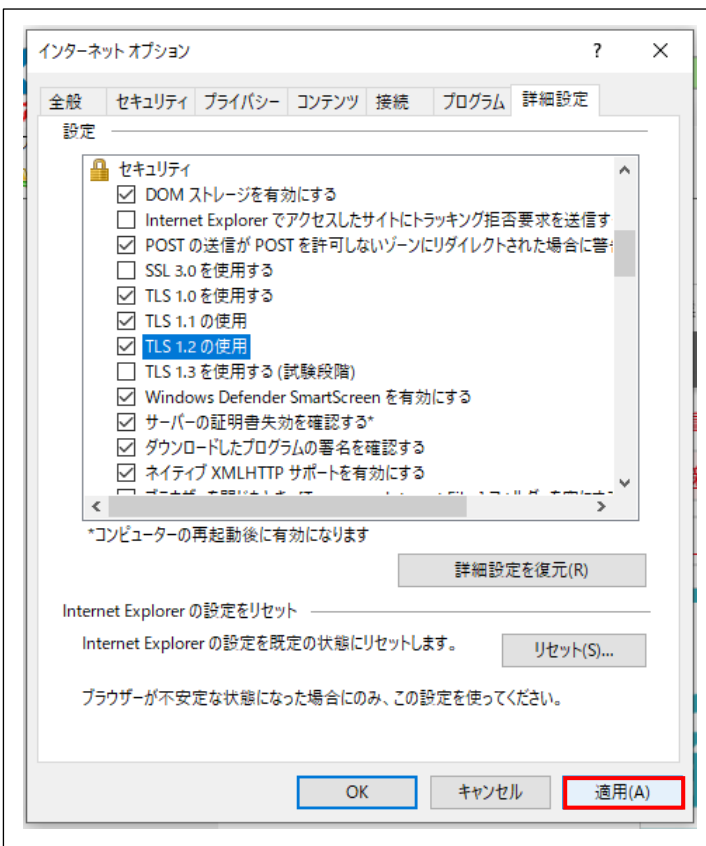 インターネット オプション
全般 セキュリティ プライバシー コンテンツ 接続 プログラム 詳細設定
設定
セキュリティ
DOM ストレージを有効にする
Internet Explorer でアクセスしたサイトにトラッキング拒否要求を送信す
POST の送信が POST を許可しないゾーンにリダイレクトされた場合に警
SSL 3.0 を使用する
TLS 1.0 を使用する
TLS 1.1 の使用
TLS 1.2 の使用
TLS 1.3 を使用する (試験段階)
Windows Defender SmartScreen を有効にする
サーバーの証明書失効を確認する*
ダウンロードしたプログラムの署名を確認する
ネイティブ XMLHTTP サポートを有効にする
*コンピューターの再起動後に有効になります
詳細設定を復元(R)
Internet Explorer の設定をリセット
Internet Explorer の設定を既定の状態にリセットします。
リセット(S)...
ブラウザーが不安定な状態になった場合にのみ、この設定を使ってください。
OK キャンセル 適用(A)